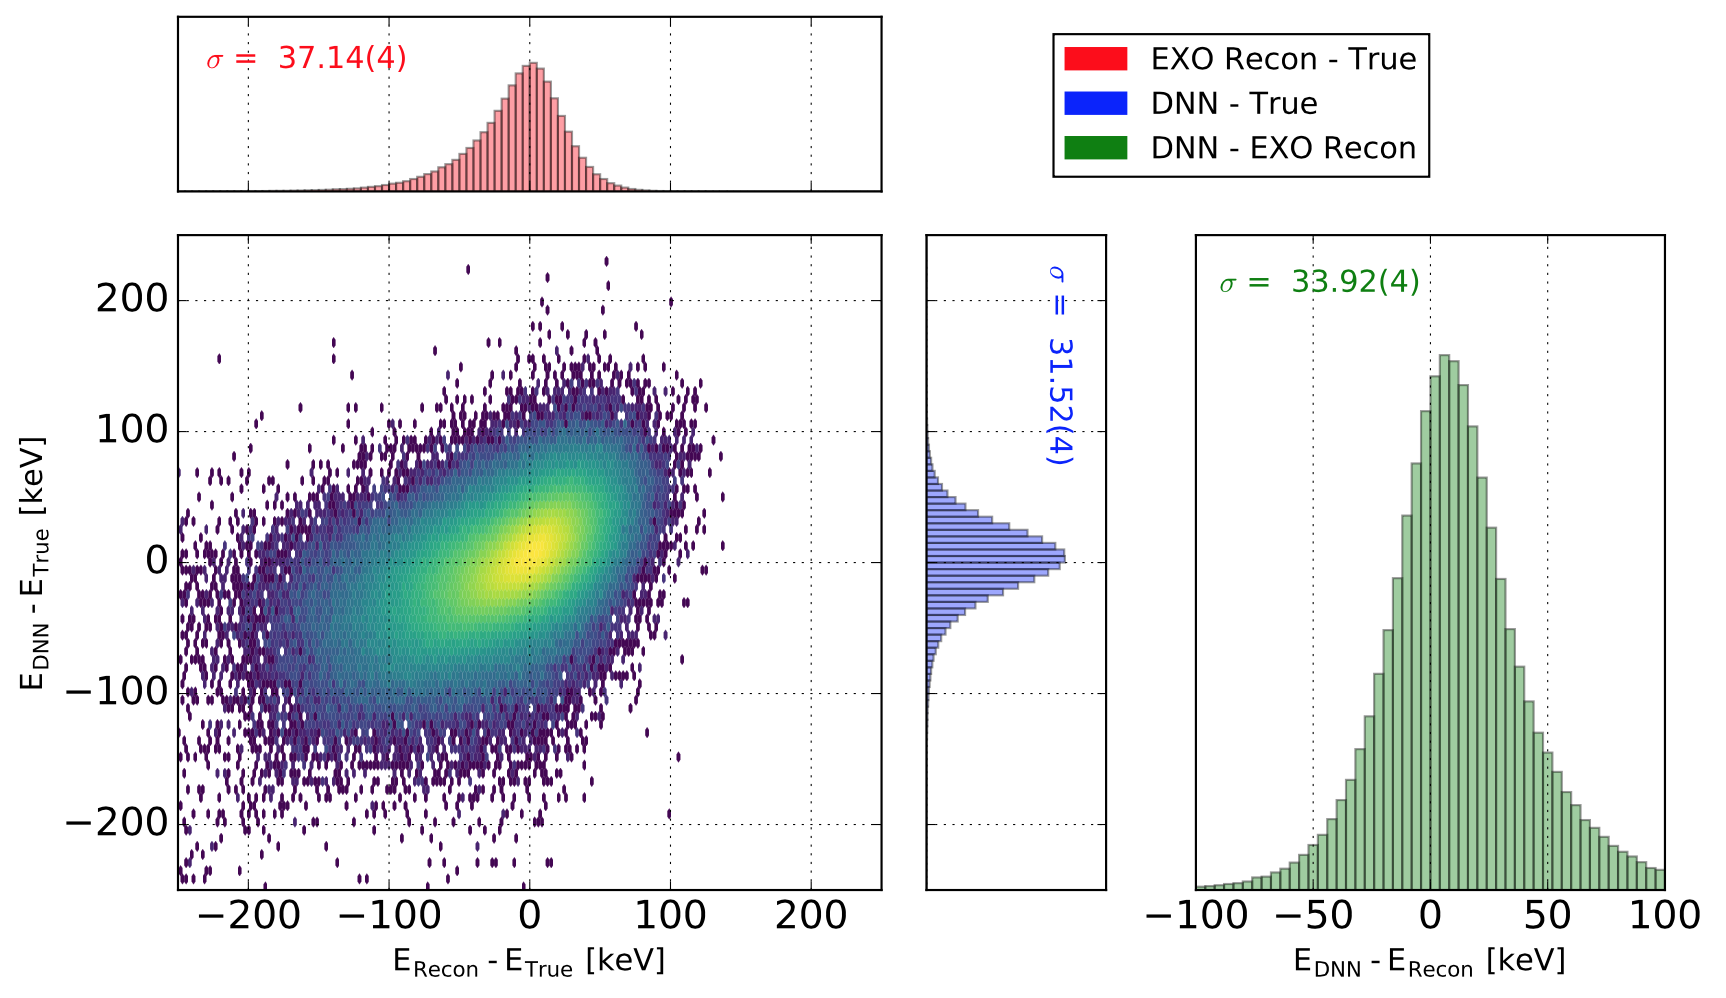 σ = 37.14(4)
EXO Recon - True
DNN - True
DNN - EXO Recon
200
100
0
−100
−200
E_DNN - E_True [keV]
−200 −100 0 100 200
E_Recon - E_True [keV]
σ = 31.52(4)
σ = 33.92(4)
−100 −50 0 50 100
E_DNN - E_Recon [keV]